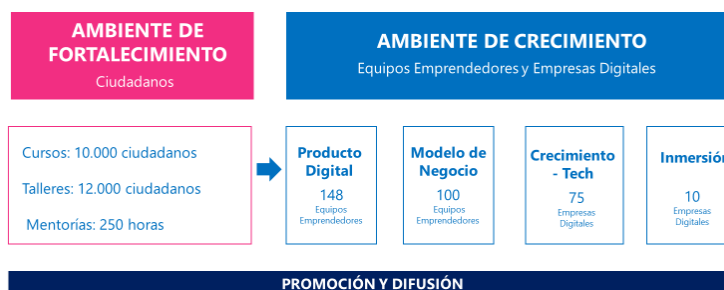 AMBIENTE DE
FORTALECIMIENTO
Ciudadanos
AMBIENTE DE CRECIMIENTO
Equipos Emprendedores y Empresas Digitales
Cursos: 10.000 ciudadanos
Talleres: 12.000 ciudadanos
Mentorías: 250 horas
Producto
Digital
148
Equipos
Emprendedores
Modelo de
Negocio
100
Equipos
Emprendedores
Crecimiento
- Tech
75
Empresas
Digitales
Inmersión
10
Empresas
Digitales
PROMOCIÓN Y DIFUSIÓN